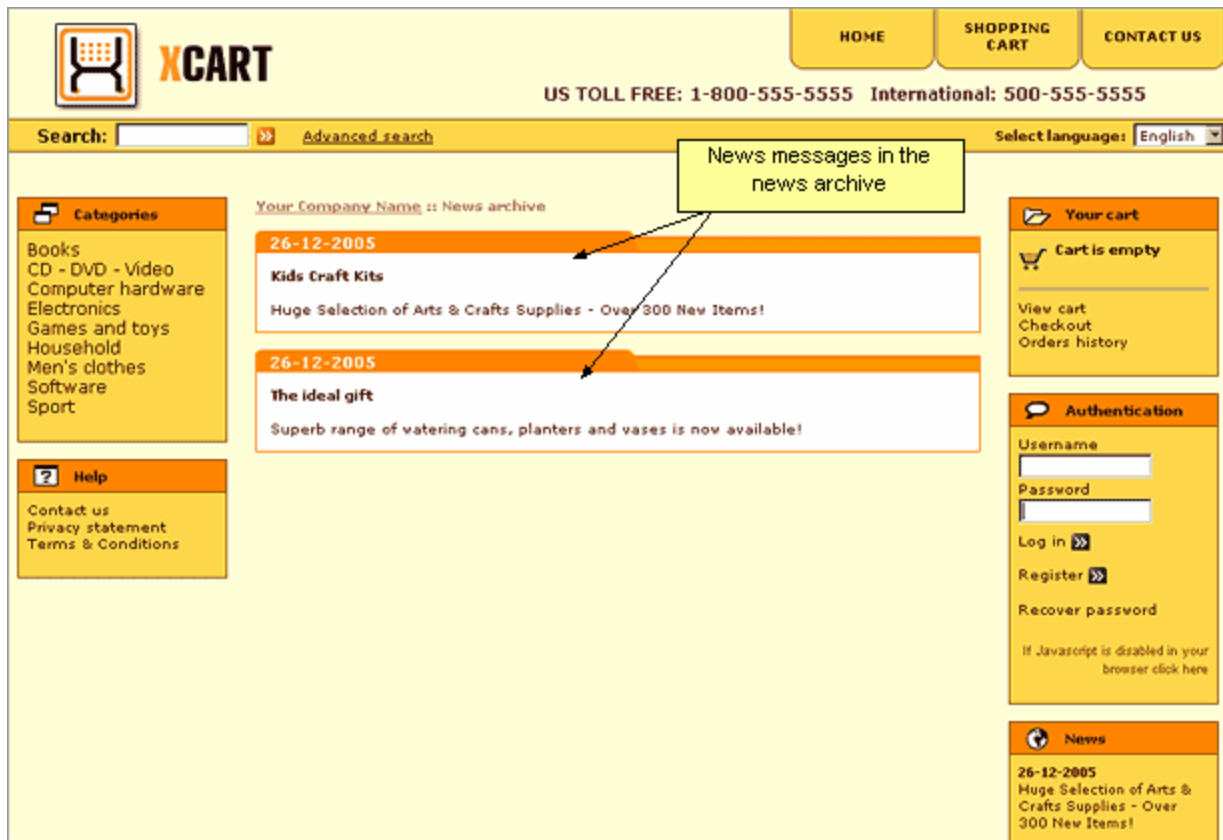 XCART
HOME
SHOPPING
CART
CONTACT US
US TOLL FREE: 1-800-555-5555 International: 500-555-5555
Search:
Advanced search
Select language: English
News messages in the
news archive
Categories
Books
CD - DVD - Video
Computer hardware
Electronics
Games and toys
Household
Men's clothes
Software
Sport
Help
Contact us
Privacy statement
Terms & Conditions
Your Company Name :: News archive
26-12-2005
Kids Craft Kits
Huge Selection of Arts & Crafts Supplies - Over 300 New Items!
26-12-2005
The ideal gift
Superb range of watering cans, planters and vases is now available!
Your cart
Cart is empty
View cart
Checkout
Orders history
Authentication
Username
Password
Log in
Register
Recover password
If Javascript is disabled in your
browser click here
News
26-12-2005
Huge Selection of Arts &
Crafts Supplies - Over
300 New Items!